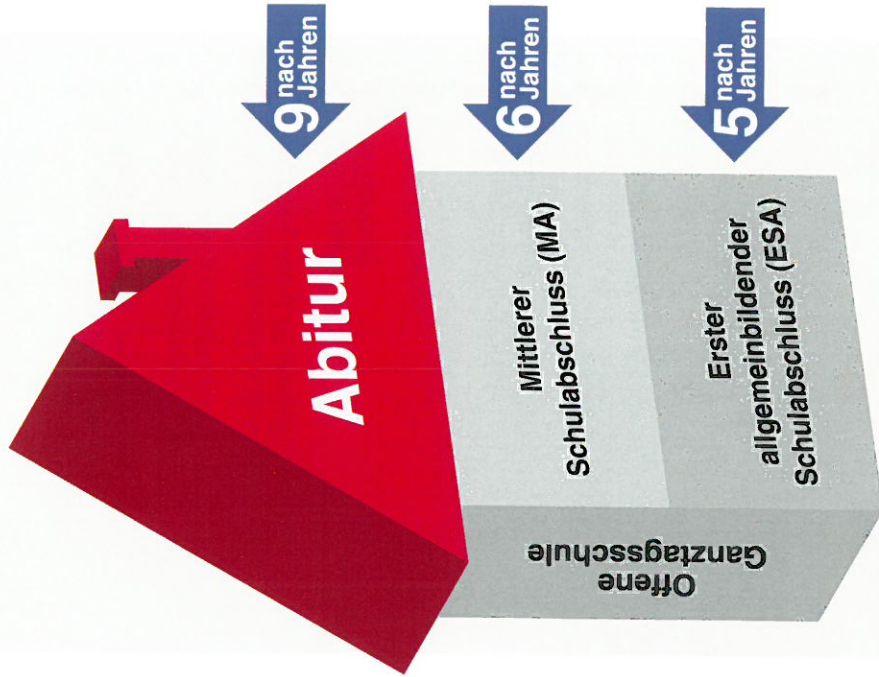 Abitur
9 nach
Jahren
Mittlerer
Schulabschluss (MA)
6 nach
Jahren
Erster
allgemeinbildender
Schulabschluss (ESA)
5 nach
Jahren
Offene
Ganztagsschule